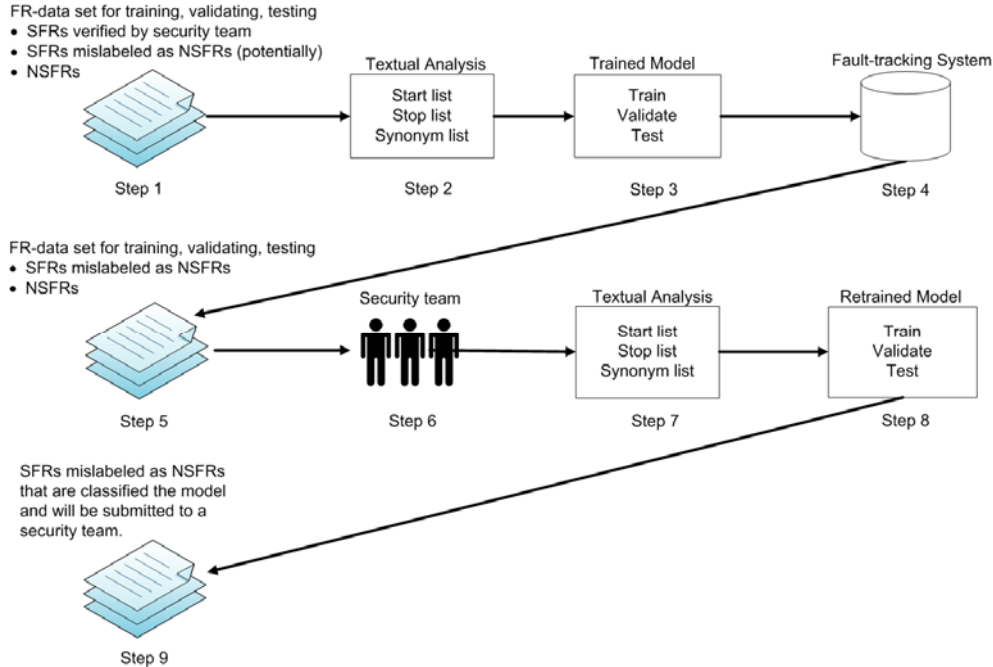 FR-data set for training, validating, testing
• SFRs verified by security team
• SFRs mislabeled as NSFRs (potentially)
• NSFRs
Step 1
Textual Analysis
Start list
Stop list
Synonym list
Step 2
Trained Model
Train
Validate
Test
Step 3
Fault-tracking System
Step 4
FR-data set for training, validating, testing
• SFRs mislabeled as NSFRs
• NSFRs
Step 5
Security team
Step 6
Textual Analysis
Start list
Stop list
Synonym list
Step 7
Retrained Model
Train
Validate
Test
Step 8
SFRs mislabeled as NSFRs
that are classified the model
and will be submitted to a
security team.
Step 9